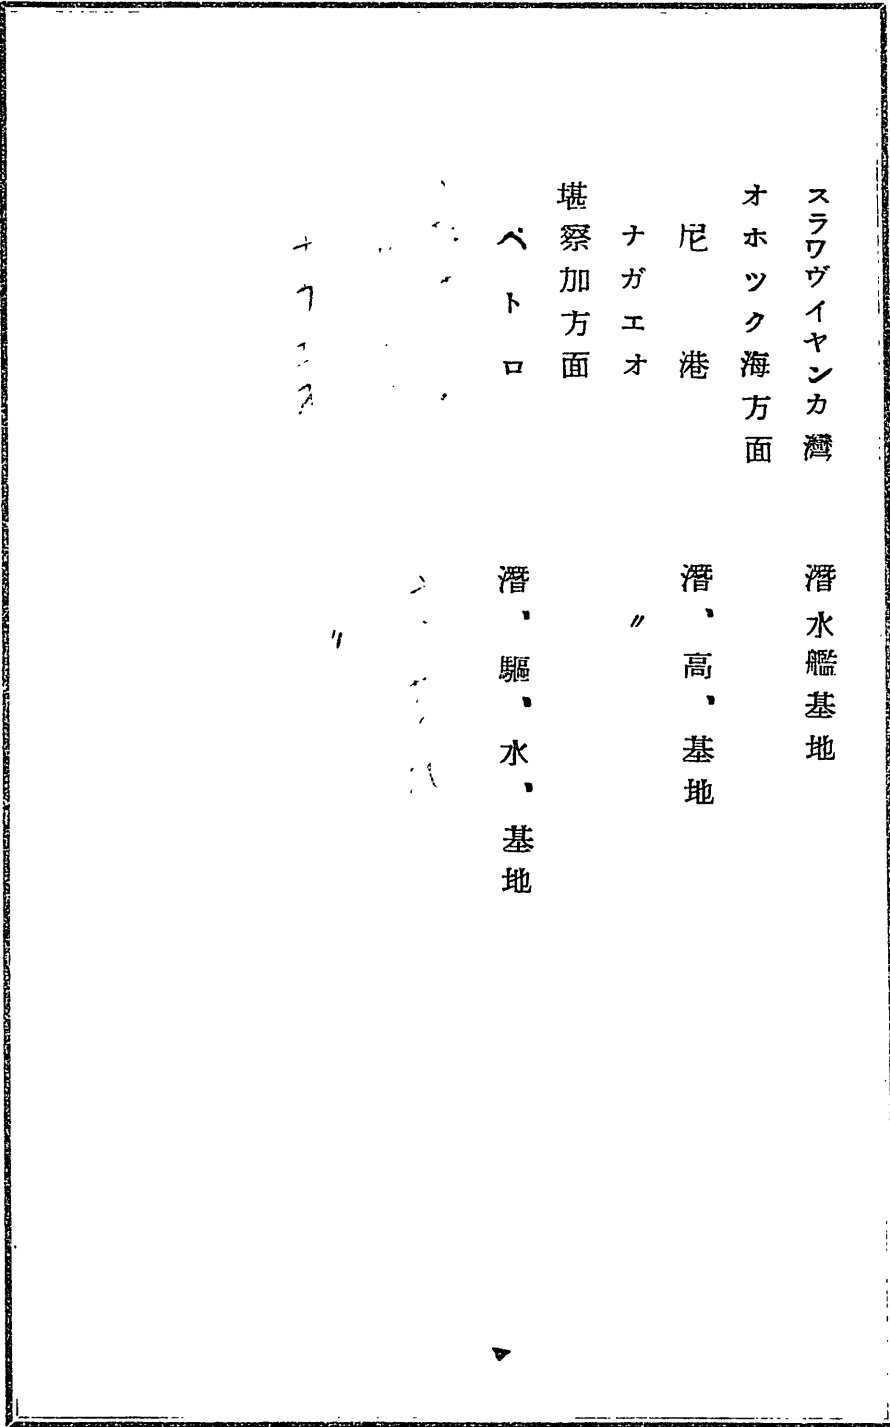 スラワヴイヤンカ灣　潛水艦基地
オホツク海方面
尼港　潛、高、基地
ナガエオ　〃
堪察加方面
ペトロ　潛、驅、水、基地
〃